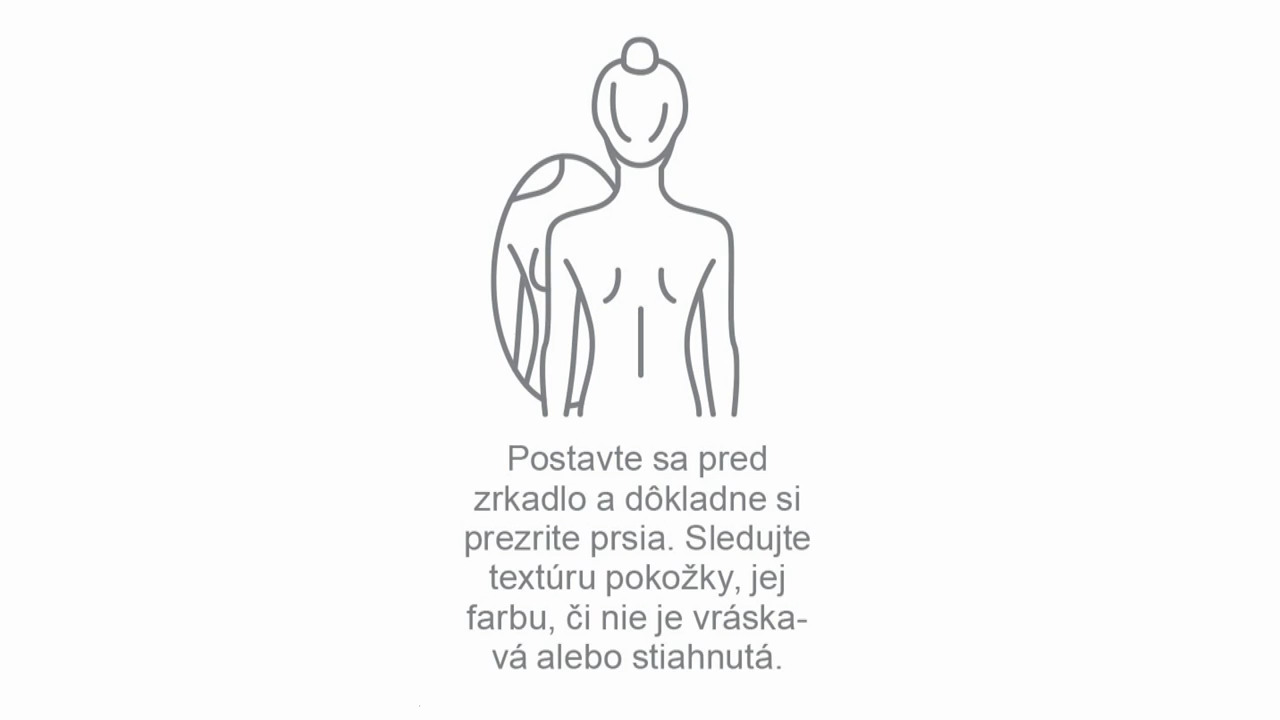 Postavte sa pred
zrkadlo a dôkladne si
prezrite prsia. Sledujte
textúru pokožky, jej
farbu, či nie je vráska-
vá alebo stiahnutá.